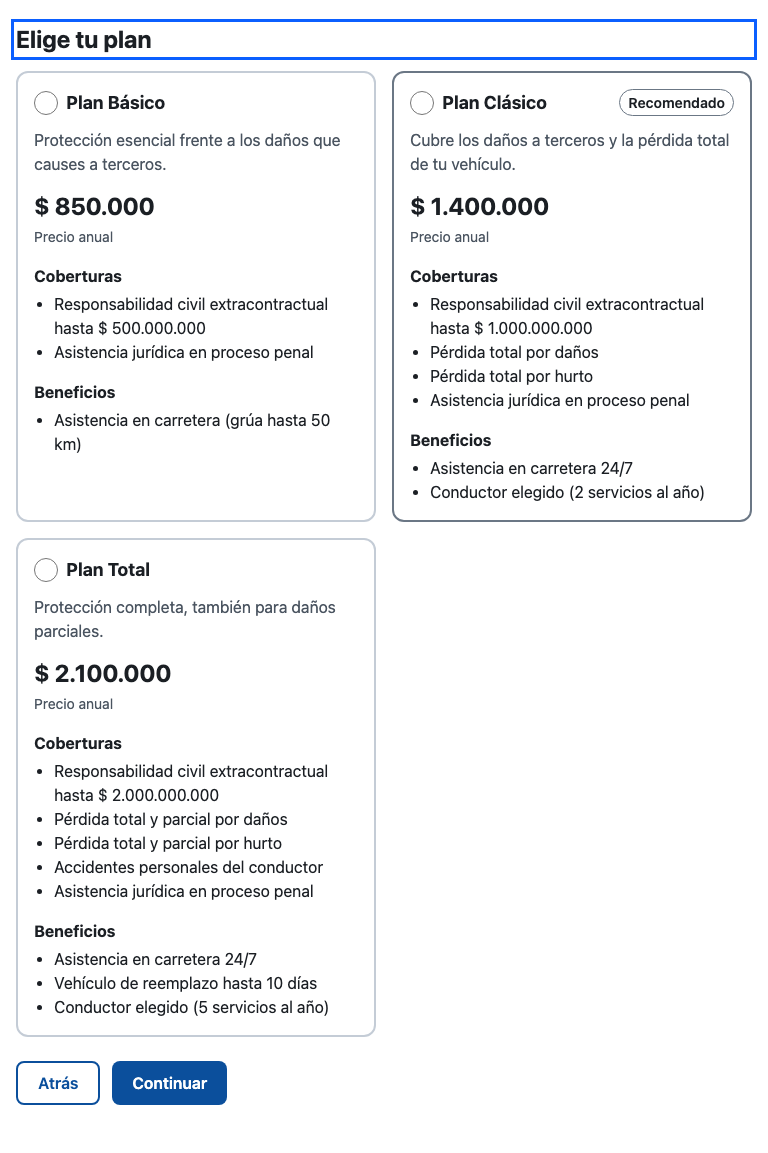 Elige tu plan
Plan Básico
Protección esencial frente a los daños que
causes a terceros.
$ 850.000
Precio anual
Coberturas
Responsabilidad civil extracontractual
hasta $ 500.000.000
Asistencia jurídica en proceso penal
Beneficios
Asistencia en carretera (grúa hasta 50
km)
Plan Clásico
Recomendado
Cubre los daños a terceros y la pérdida total
de tu vehículo.
$ 1.400.000
Precio anual
Coberturas
Responsabilidad civil extracontractual
hasta $ 1.000.000.000
Pérdida total por daños
Pérdida total por hurto
Asistencia jurídica en proceso penal
Beneficios
Asistencia en carretera 24/7
Conductor elegido (2 servicios al año)
Plan Total
Protección completa, también para daños
parciales.
$ 2.100.000
Precio anual
Coberturas
Responsabilidad civil extracontractual
hasta $ 2.000.000.000
Pérdida total y parcial por daños
Pérdida total y parcial por hurto
Accidentes personales del conductor
Asistencia jurídica en proceso penal
Beneficios
Asistencia en carretera 24/7
Vehículo de reemplazo hasta 10 días
Conductor elegido (5 servicios al año)
Atrás
Continuar